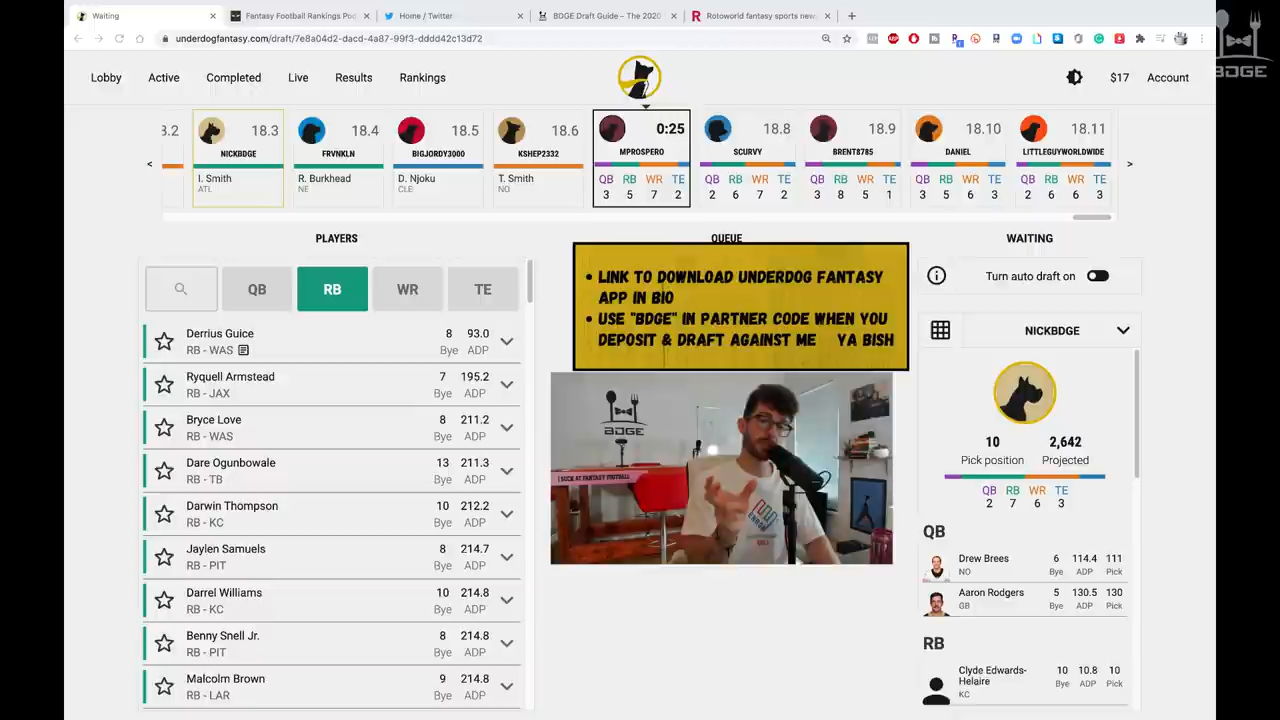 Waiting
Fantasy Football Rankings Pod
Home / Twitter
BDGE Draft Guide – The 2020
Rotoworld fantasy sports new
underdogfantasy.com/draft/7e8a04d2-dacd-4a87-99f3-dddd42c13d72
BDGE
Lobby
Active
Completed
Live
Results
Rankings
$17
Account
3.2
18.3
NICKBDGE
I. Smith
ATL
18.4
FRVNKLN
R. Burkhead
NE
18.5
BIGJORDY3000
D. Njoku
CLE
18.6
KSHEP2332
T. Smith
NO
0:25
MPROSPERO
QB RB WR TE
3 5 7 2
18.8
SCURVY
QB RB WR TE
2 6 7 2
18.9
BRENT8785
QB RB WR TE
3 8 5 1
18.10
DANIEL
QB RB WR TE
3 5 6 3
18.11
LITTLEGUYWORLDWIDE
QB RB WR TE
2 6 6 3
< >
PLAYERS
QUEUE
WAITING
QB
RB
WR
TE
Derrius Guice 8 93.0
RB - WAS Bye ADP
Ryquell Armstead 7 195.2
RB - JAX Bye ADP
Bryce Love 8 211.2
RB - WAS Bye ADP
Dare Ogunbowale 13 211.3
RB - TB Bye ADP
Darwin Thompson 10 212.2
RB - KC Bye ADP
Jaylen Samuels 8 214.7
RB - PIT Bye ADP
Darrel Williams 10 214.8
RB - KC Bye ADP
Benny Snell Jr. 8 214.8
RB - PIT Bye ADP
Malcolm Brown 9 214.8
RB - LAR Bye ADP
• LINK TO DOWNLOAD UNDERDOG FANTASY
APP IN BIO
• USE "BDGE" IN PARTNER CODE WHEN YOU
DEPOSIT & DRAFT AGAINST ME YA BISH
BDGE
I SUCK AT FANTASY FOOTBALL
Turn auto draft on
NICKBDGE
10 2,642
Pick position Projected
QB RB WR TE
2 7 6 3
QB
Drew Brees 6 114.4 111
NO Bye ADP Pick
Aaron Rodgers 5 130.5 130
GB Bye ADP Pick
RB
Clyde Edwards-
Helaire 10 10.8 10
KC Bye ADP Pick